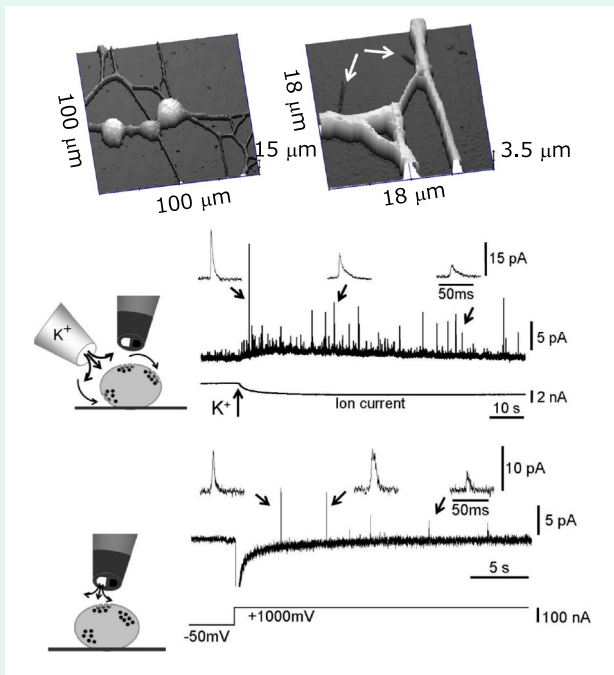 100 μm
15 μm
100 μm
18 μm
3.5 μm
18 μm
15 pA
50ms
K⁺
5 pA
2 nA
K⁺
Ion current
10 s
10 pA
50ms
5 pA
5 s
+1000mV
-50mV
100 nA